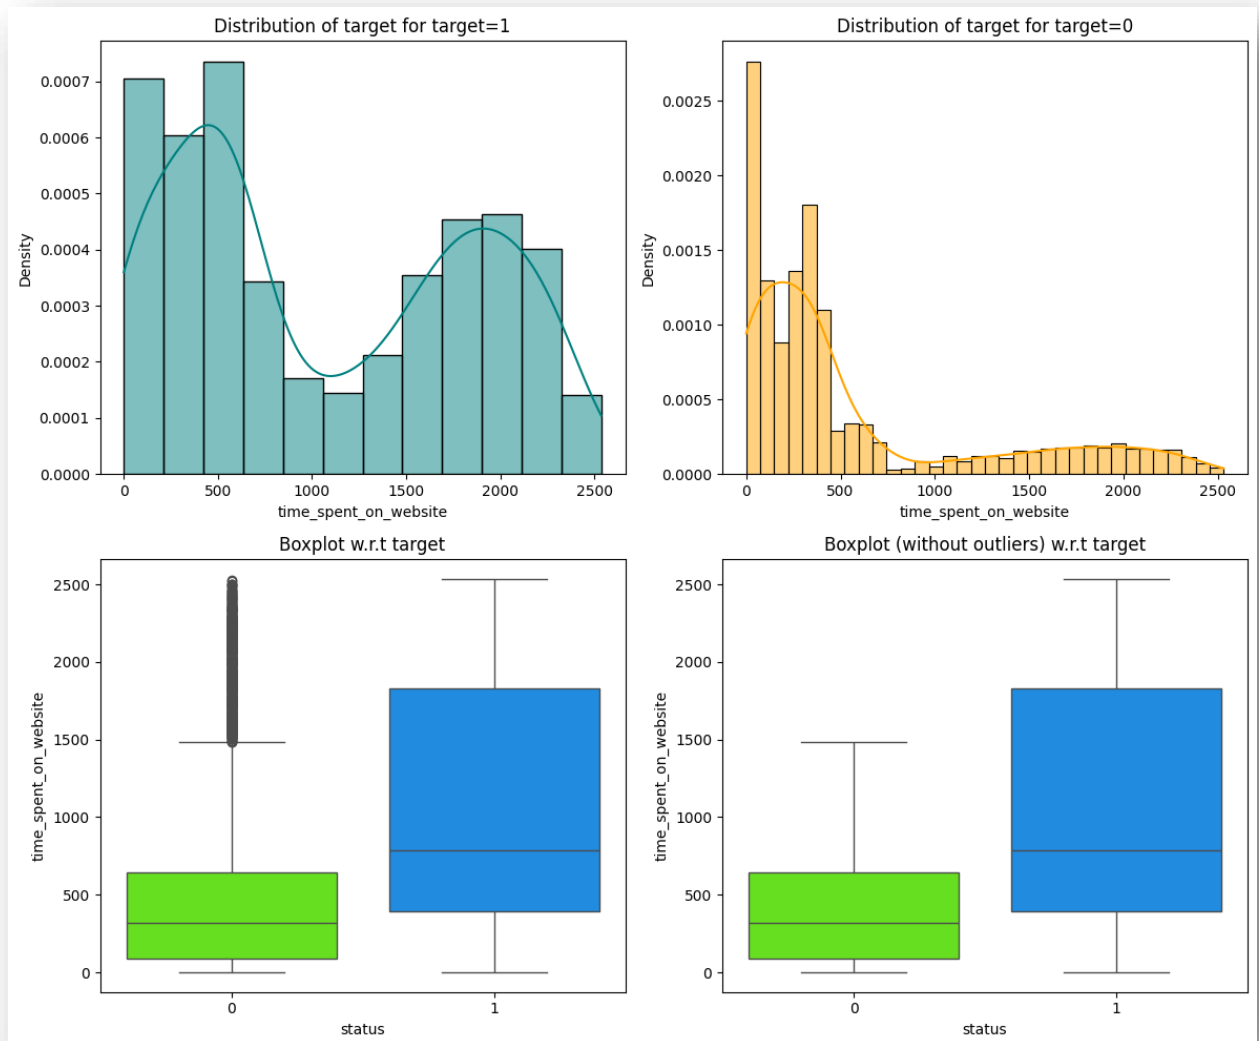 Distribution of target for target=1
0.0007
0.0006
0.0005
0.0004
0.0003
0.0002
0.0001
0.0000
Density
0 500 1000 1500 2000 2500
time_spent_on_website
Distribution of target for target=0
0.0025
0.0020
0.0015
0.0010
0.0005
0.0000
Density
0 500 1000 1500 2000 2500
time_spent_on_website
Boxplot w.r.t target
2500
2000
1500
1000
500
0
time_spent_on_website
0 1
status
Boxplot (without outliers) w.r.t target
2500
2000
1500
1000
500
0
time_spent_on_website
0 1
status